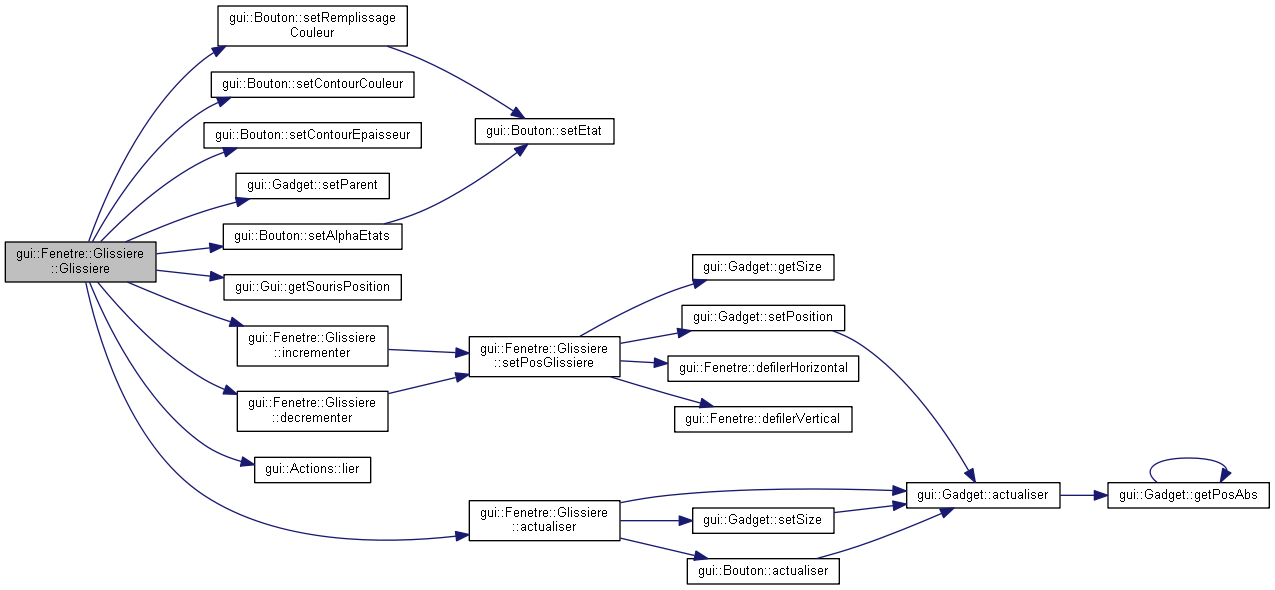 gui::Bouton::setRemplissage
Couleur
gui::Bouton::setContourCouleur
gui::Bouton::setContourEpaisseur
gui::Bouton::setEtat
gui::Gadget::setParent
gui::Bouton::setAlphaEtats
gui::Fenetre::Glissiere
::Glissiere
gui::Gui::getSourisPosition
gui::Gadget::getSize
gui::Gadget::setPosition
gui::Fenetre::Glissiere
::incrementer
gui::Fenetre::Glissiere
::setPosGlissiere
gui::Fenetre::defilerHorizontal
gui::Fenetre::Glissiere
::decrementer
gui::Fenetre::defilerVertical
gui::Actions::lier
gui::Gadget::actualiser
gui::Gadget::getPosAbs
gui::Fenetre::Glissiere
::actualiser
gui::Gadget::setSize
gui::Bouton::actualiser